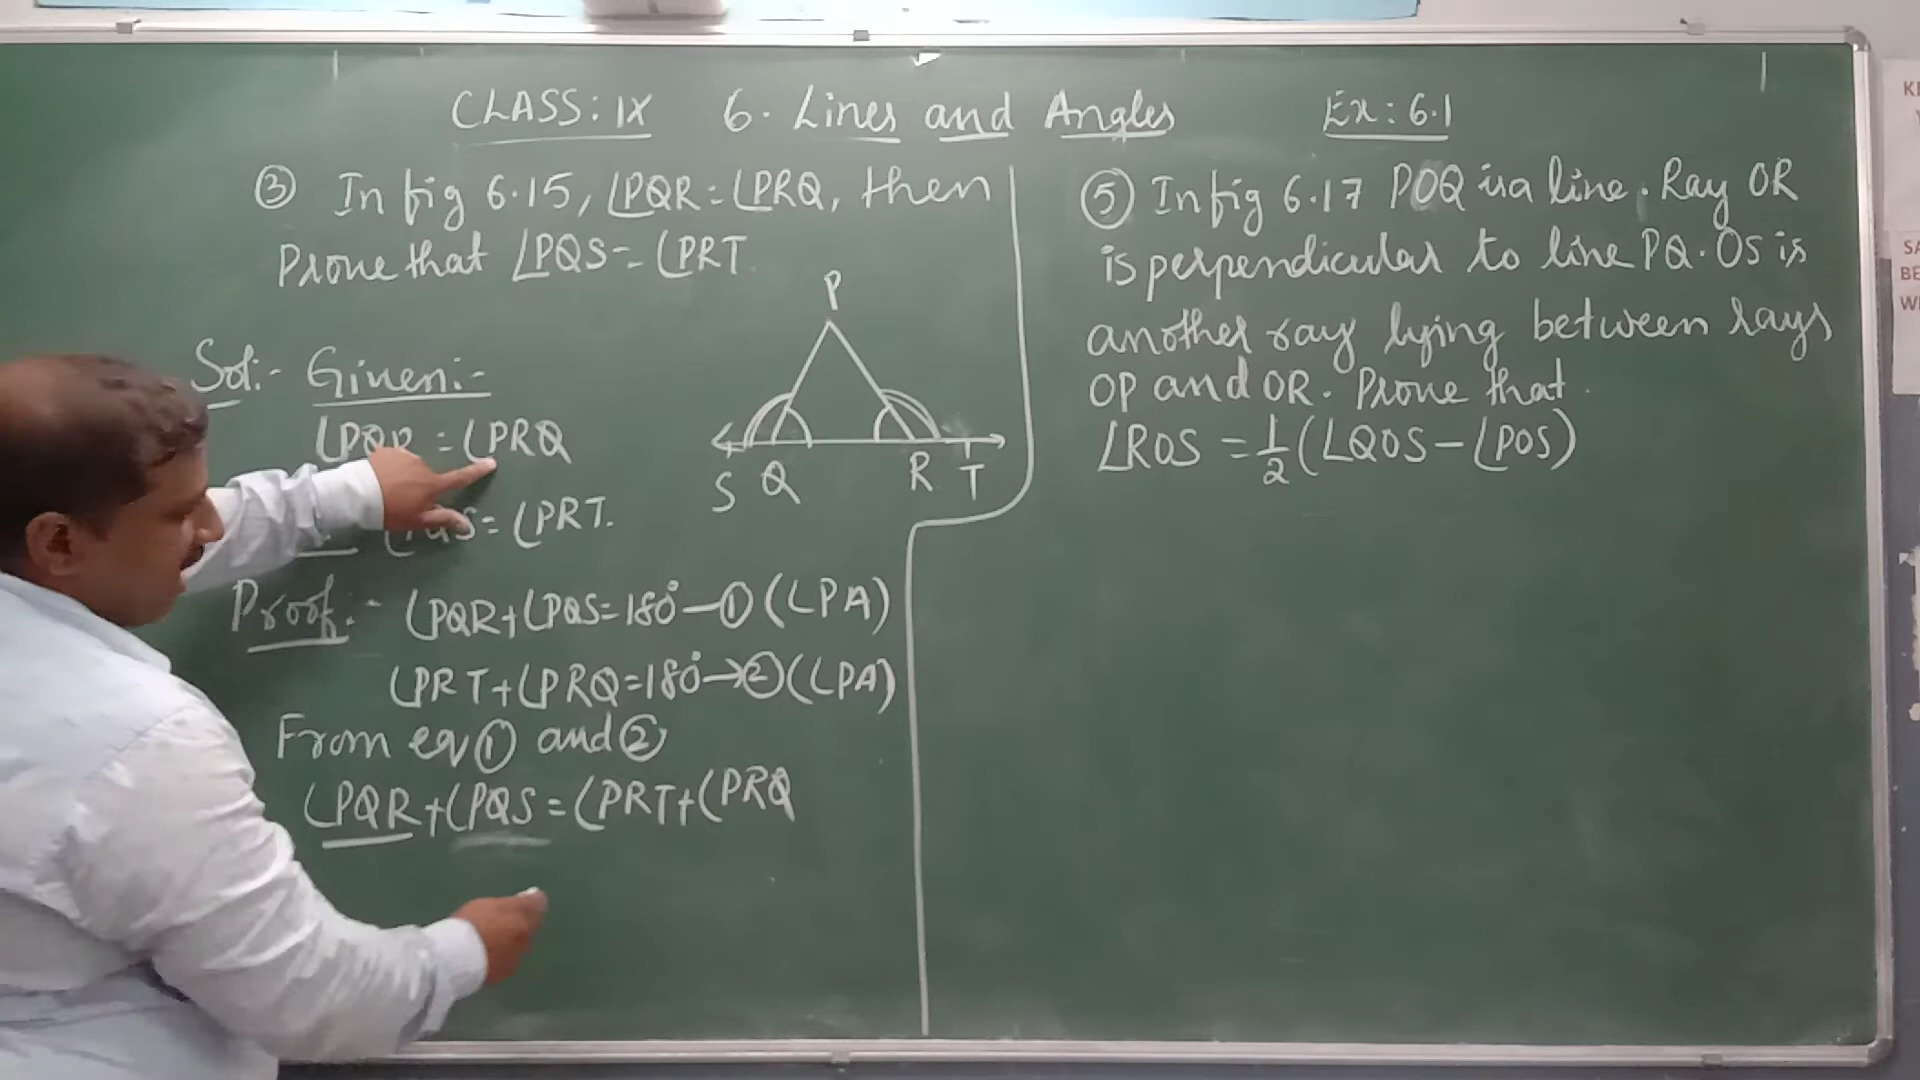 CLASS: IX 6. Lines and Angles Ex: 6.1
③ In fig 6.15, ∠PQR = ∠PRQ, then
Prove that ∠PQS = ∠PRT
P
S Q R T
Sol:- Given:-
∠PQR = ∠PRQ
= ∠PRT.
Proof:- ∠PQR + ∠PQS = 180° — ① (LPA)
∠PRT + ∠PRQ = 180° → ② (LPA)
From eq ① and ②
∠PQR + ∠PQS = ∠PRT + ∠PRQ
⑤ In fig 6.17 POQ is a line. Ray OR
is perpendicular to line PQ. OS is
another ray lying between rays
OP and OR. Prove that.
∠ROS = 1/2 (∠QOS – ∠POS)
KE
SA
BE